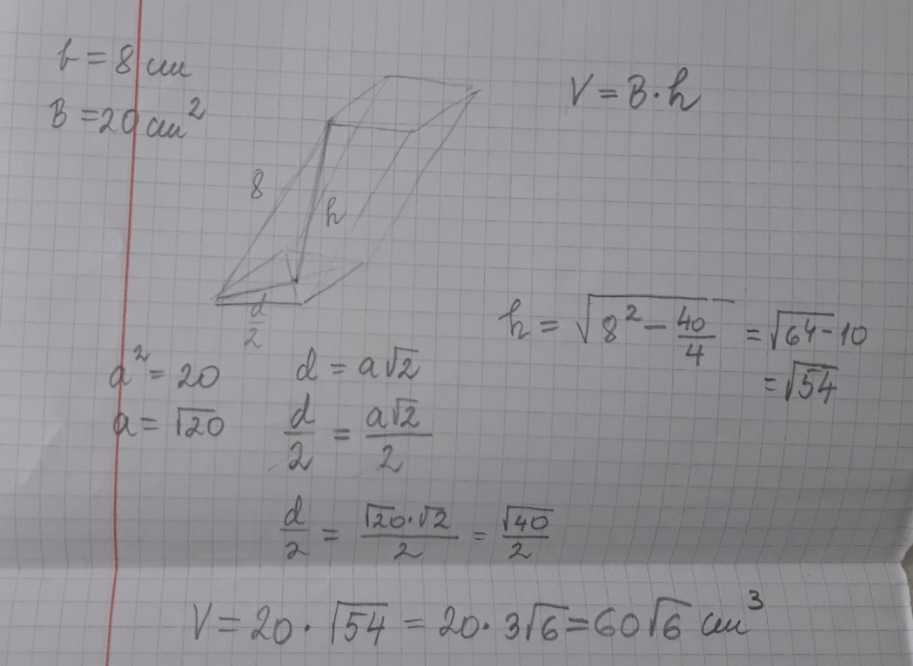 b = 8 cm
B = 20 cm²
V = B · h
8
h
d/2
h = √(8² - 40/4) = √64-10
= √54
a² = 20
a = √20
d = a√2
d/2 = a√2/2
d/2 = √20·√2/2 = √40/2
V = 20 · √54 = 20 · 3√6 = 60√6 cm³